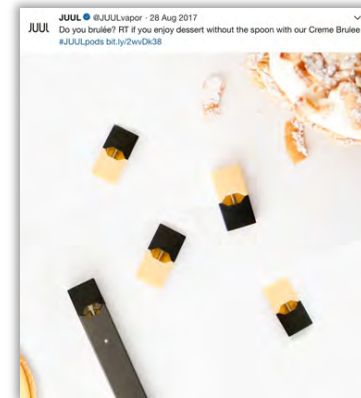 JUUL @JUULvapor · 28 Aug 2017
JUUL
Do you brulée? RT if you enjoy dessert without the spoon with our Creme Brulee
#JUULpods bit.ly/2wvDk38